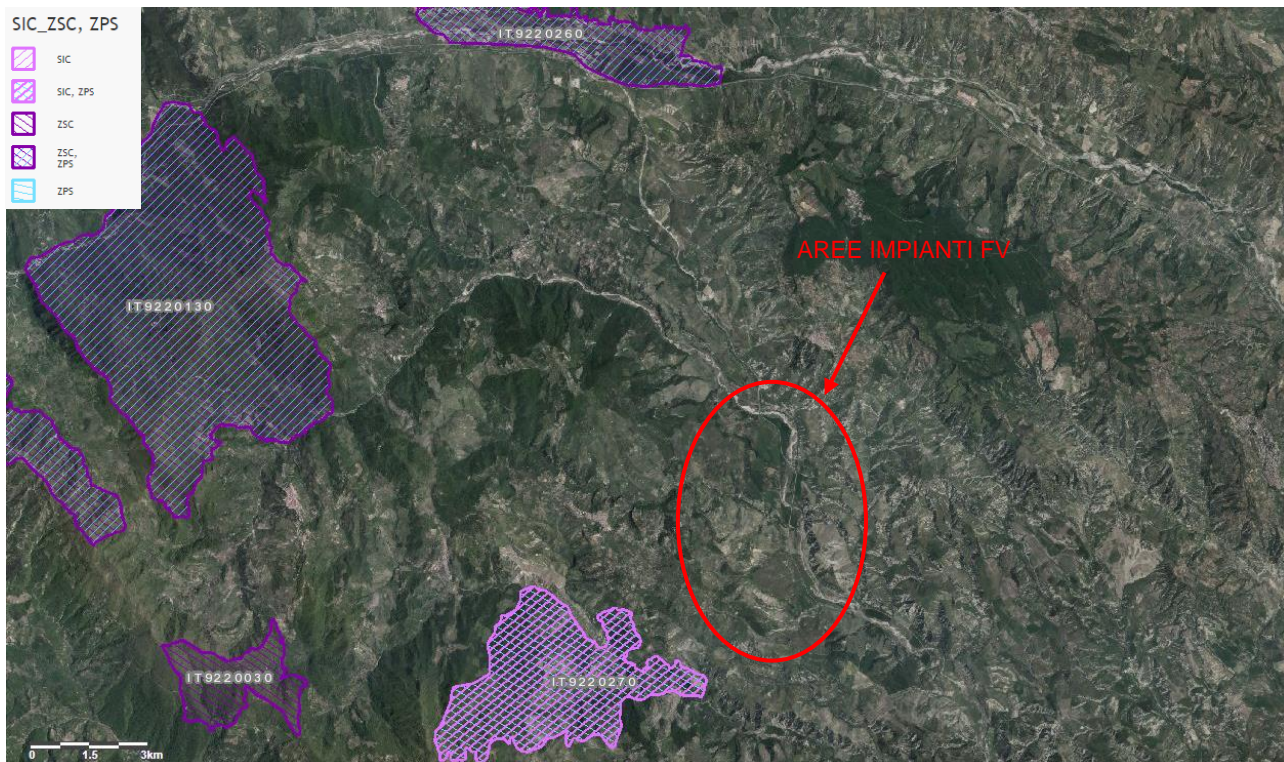 SIC_ZSC, ZPS
SIC
SIC, ZPS
ZSC
ZSC,
ZPS
ZPS
IT9220260
IT9220130
AREE IMPIANTI FV
IT9220030
IT9220270
0 1.5 3km